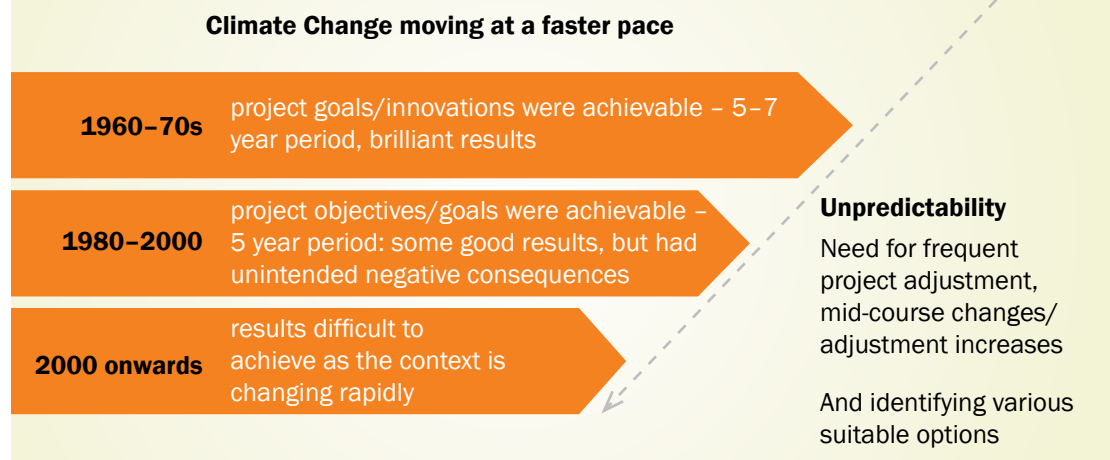 Climate Change moving at a faster pace
1960–70s
project goals/innovations were achievable – 5–7
year period, brilliant results
1980–2000
project objectives/goals were achievable –
5 year period: some good results, but had
unintended negative consequences
2000 onwards
results difficult to
achieve as the context is
changing rapidly
Unpredictability
Need for frequent
project adjustment,
mid-course changes/
adjustment increases
And identifying various
suitable options